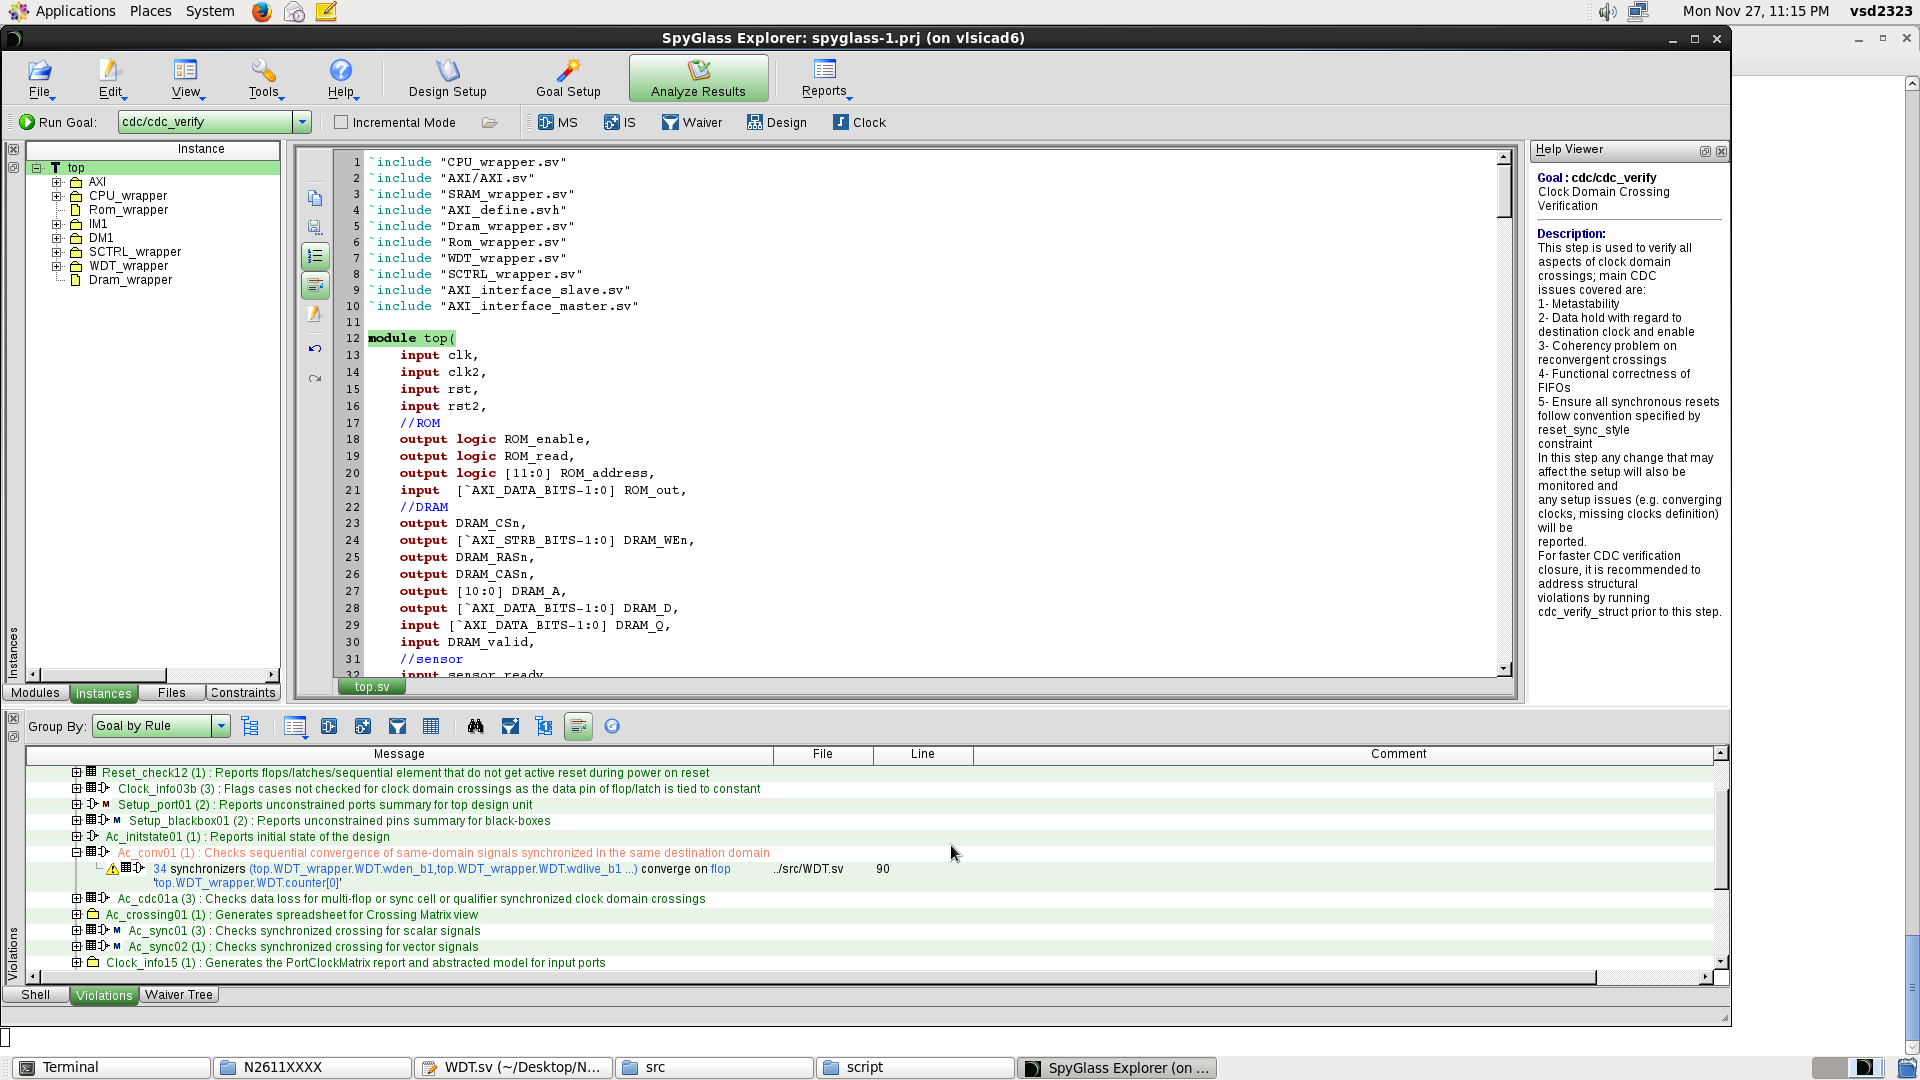 Applications Places System Mon Nov 27, 11:15 PM vsd2323
SpyGlass Explorer: spyglass-1.prj (on vlsicad6)
File Edit View Tools Help Design Setup Goal Setup Analyze Results Reports
Run Goal: cdc/cdc_verify Incremental Mode MS IS Waiver Design Clock
Instance
top
AXI
CPU_wrapper
Rom_wrapper
IM1
DM1
SCTRL_wrapper
WDT_wrapper
Dram_wrapper
Instances
Modules Instances Files Constraints
1 `include "CPU_wrapper.sv"
2 `include "AXI/AXI.sv"
3 `include "SRAM_wrapper.sv"
4 `include "AXI_define.svh"
5 `include "Dram_wrapper.sv"
6 `include "Rom_wrapper.sv"
7 `include "WDT_wrapper.sv"
8 `include "SCTRL_wrapper.sv"
9 `include "AXI_interface_slave.sv"
10 `include "AXI_interface_master.sv"
11
12 module top(
13 input clk,
14 input clk2,
15 input rst,
16 input rst2,
17 //ROM
18 output logic ROM_enable,
19 output logic ROM_read,
20 output logic [11:0] ROM_address,
21 input [`AXI_DATA_BITS-1:0] ROM_out,
22 //DRAM
23 output DRAM_CSn,
24 output [`AXI_STRB_BITS-1:0] DRAM_WEn,
25 output DRAM_RASn,
26 output DRAM_CASn,
27 output [10:0] DRAM_A,
28 output [`AXI_DATA_BITS-1:0] DRAM_D,
29 input [`AXI_DATA_BITS-1:0] DRAM_Q,
30 input DRAM_valid,
31 //sensor
32 input sensor_ready
top.sv
Help Viewer
Goal : cdc/cdc_verify
Clock Domain Crossing
Verification
Description:
This step is used to verify all
aspects of clock domain
crossings; main CDC
issues covered are:
1- Metastability
2- Data hold with regard to
destination clock and enable
3- Coherency problem on
reconvergent crossings
4- Functional correctness of
FIFOs
5- Ensure all synchronous resets
follow convention specified by
reset_sync_style
constraint
In this step any change that may
affect the setup will also be
monitored and
any setup issues (e.g. converging
clocks, missing clocks definition)
will be
reported.
For faster CDC verification
closure, it is recommended to
address structural
violations by running
cdc_verify_struct prior to this step.
Group By: Goal by Rule
Message File Line Comment
Reset_check12 (1) : Reports flops/latches/sequential element that do not get active reset during power on reset
Clock_info03b (3) : Flags cases not checked for clock domain crossings as the data pin of flop/latch is tied to constant
M Setup_port01 (2) : Reports unconstrained ports summary for top design unit
M Setup_blackbox01 (2) : Reports unconstrained pins summary for black-boxes
Ac_initstate01 (1) : Reports initial state of the design
Ac_conv01 (1) : Checks sequential convergence of same-domain signals synchronized in the same destination domain
34 synchronizers (top.WDT_wrapper.WDT.wden_b1,top.WDT_wrapper.WDT.wdlive_b1 ...) converge on flop ../src/WDT.sv 90
'top.WDT_wrapper.WDT.counter[0]'
Ac_cdc01a (3) : Checks data loss for multi-flop or sync cell or qualifier synchronized clock domain crossings
Ac_crossing01 (1) : Generates spreadsheet for Crossing Matrix view
M Ac_sync01 (3) : Checks synchronized crossing for scalar signals
M Ac_sync02 (1) : Checks synchronized crossing for vector signals
Clock_info15 (1) : Generates the PortClockMatrix report and abstracted model for input ports
Violations
Shell Violations Waiver Tree
Terminal N2611XXXX WDT.sv (~/Desktop/N... src script SpyGlass Explorer (on ...